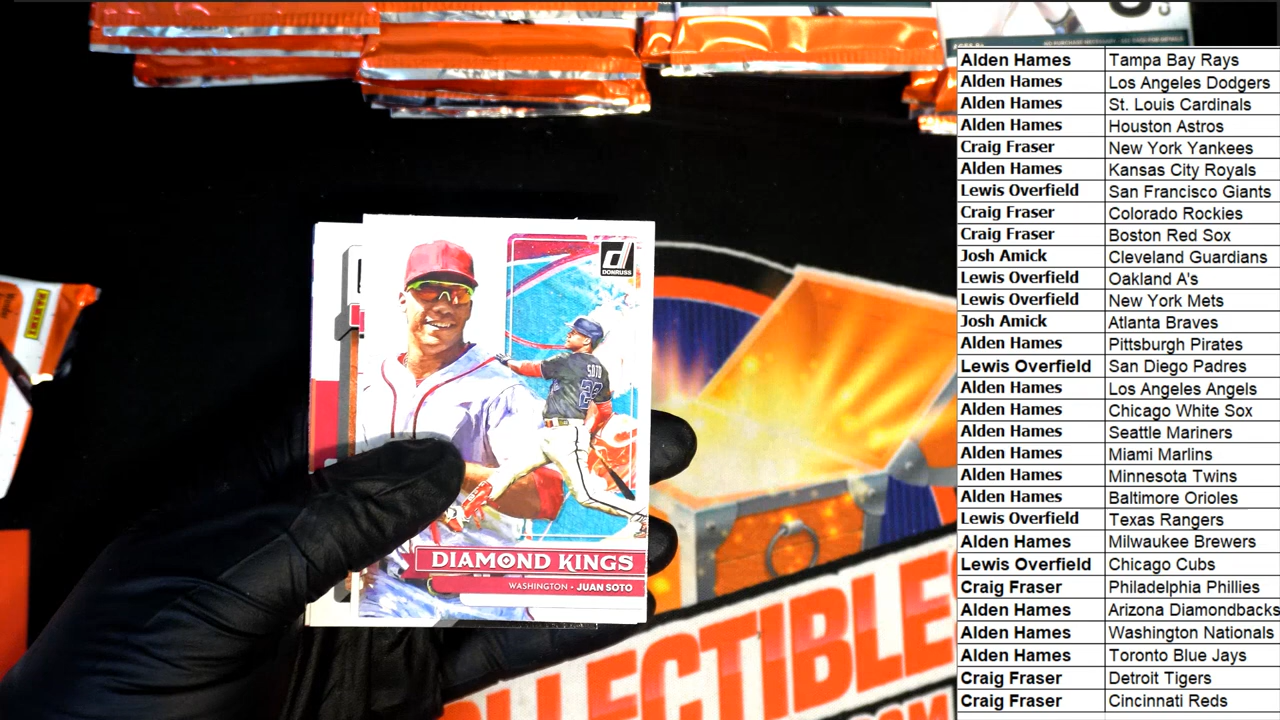 NO PURCHASE NECESSARY
PANINI
DONRUSS
SOTO
DIAMOND KINGS
WASHINGTON • JUAN SOTO
LLECTIBLE
Alden Hames Tampa Bay Rays
Alden Hames Los Angeles Dodgers
Alden Hames St. Louis Cardinals
Alden Hames Houston Astros
Craig Fraser New York Yankees
Alden Hames Kansas City Royals
Lewis Overfield San Francisco Giants
Craig Fraser Colorado Rockies
Craig Fraser Boston Red Sox
Josh Amick Cleveland Guardians
Lewis Overfield Oakland A's
Lewis Overfield New York Mets
Josh Amick Atlanta Braves
Alden Hames Pittsburgh Pirates
Lewis Overfield San Diego Padres
Alden Hames Los Angeles Angels
Alden Hames Chicago White Sox
Alden Hames Seattle Mariners
Alden Hames Miami Marlins
Alden Hames Minnesota Twins
Alden Hames Baltimore Orioles
Lewis Overfield Texas Rangers
Alden Hames Milwaukee Brewers
Lewis Overfield Chicago Cubs
Craig Fraser Philadelphia Phillies
Alden Hames Arizona Diamondbacks
Alden Hames Washington Nationals
Alden Hames Toronto Blue Jays
Craig Fraser Detroit Tigers
Craig Fraser Cincinnati Reds